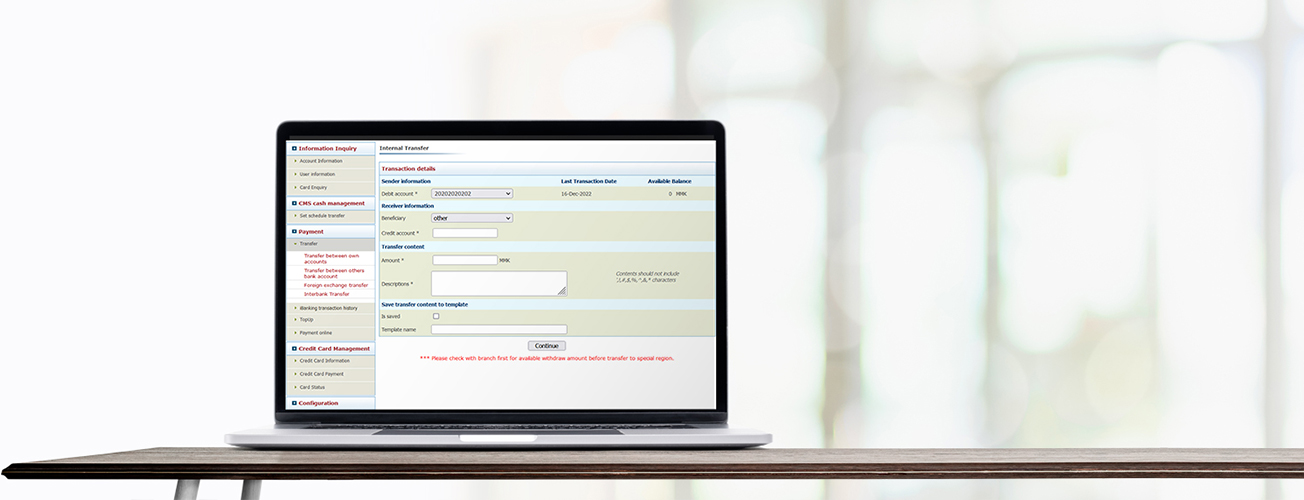 Information Inquiry
Account Information
User information
Card Enquiry
CMS cash management
Set schedule transfer
Payment
Transfer
Transfer between own
accounts
Transfer between others
bank account
Foreign exchange transfer
Interbank Transfer
Banking transaction history
TopUp
Payment online
Credit Card Management
Credit Card Information
Credit Card Payment
Card Status
Configuration
Internal Transfer
Transaction details
Sender information Last Transaction Date Available Balance
Debit account * 20202020202 16-Dec-2022 0 MMK
Receiver information
Beneficiary other
Credit account *
Transfer content
Amount * MMK
Descriptions *
Contents should not include
characters
Save transfer content to template
Is saved
Template name
Continue
*** Please check with branch first for available withdraw amount before transfer to special region.